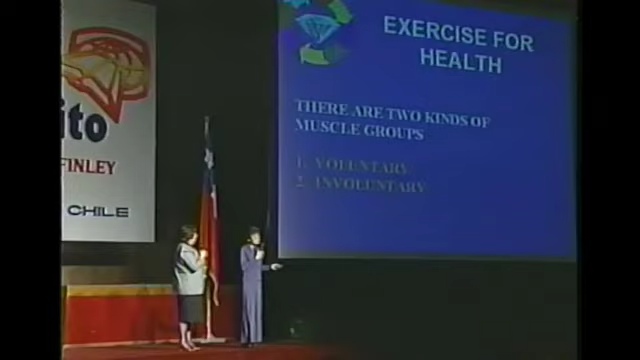 ito
FINLEY
CHILE
EXERCISE FOR
HEALTH
THERE ARE TWO KINDS OF
MUSCLE GROUPS
1. VOLUNTARY
2. INVOLUNTARY